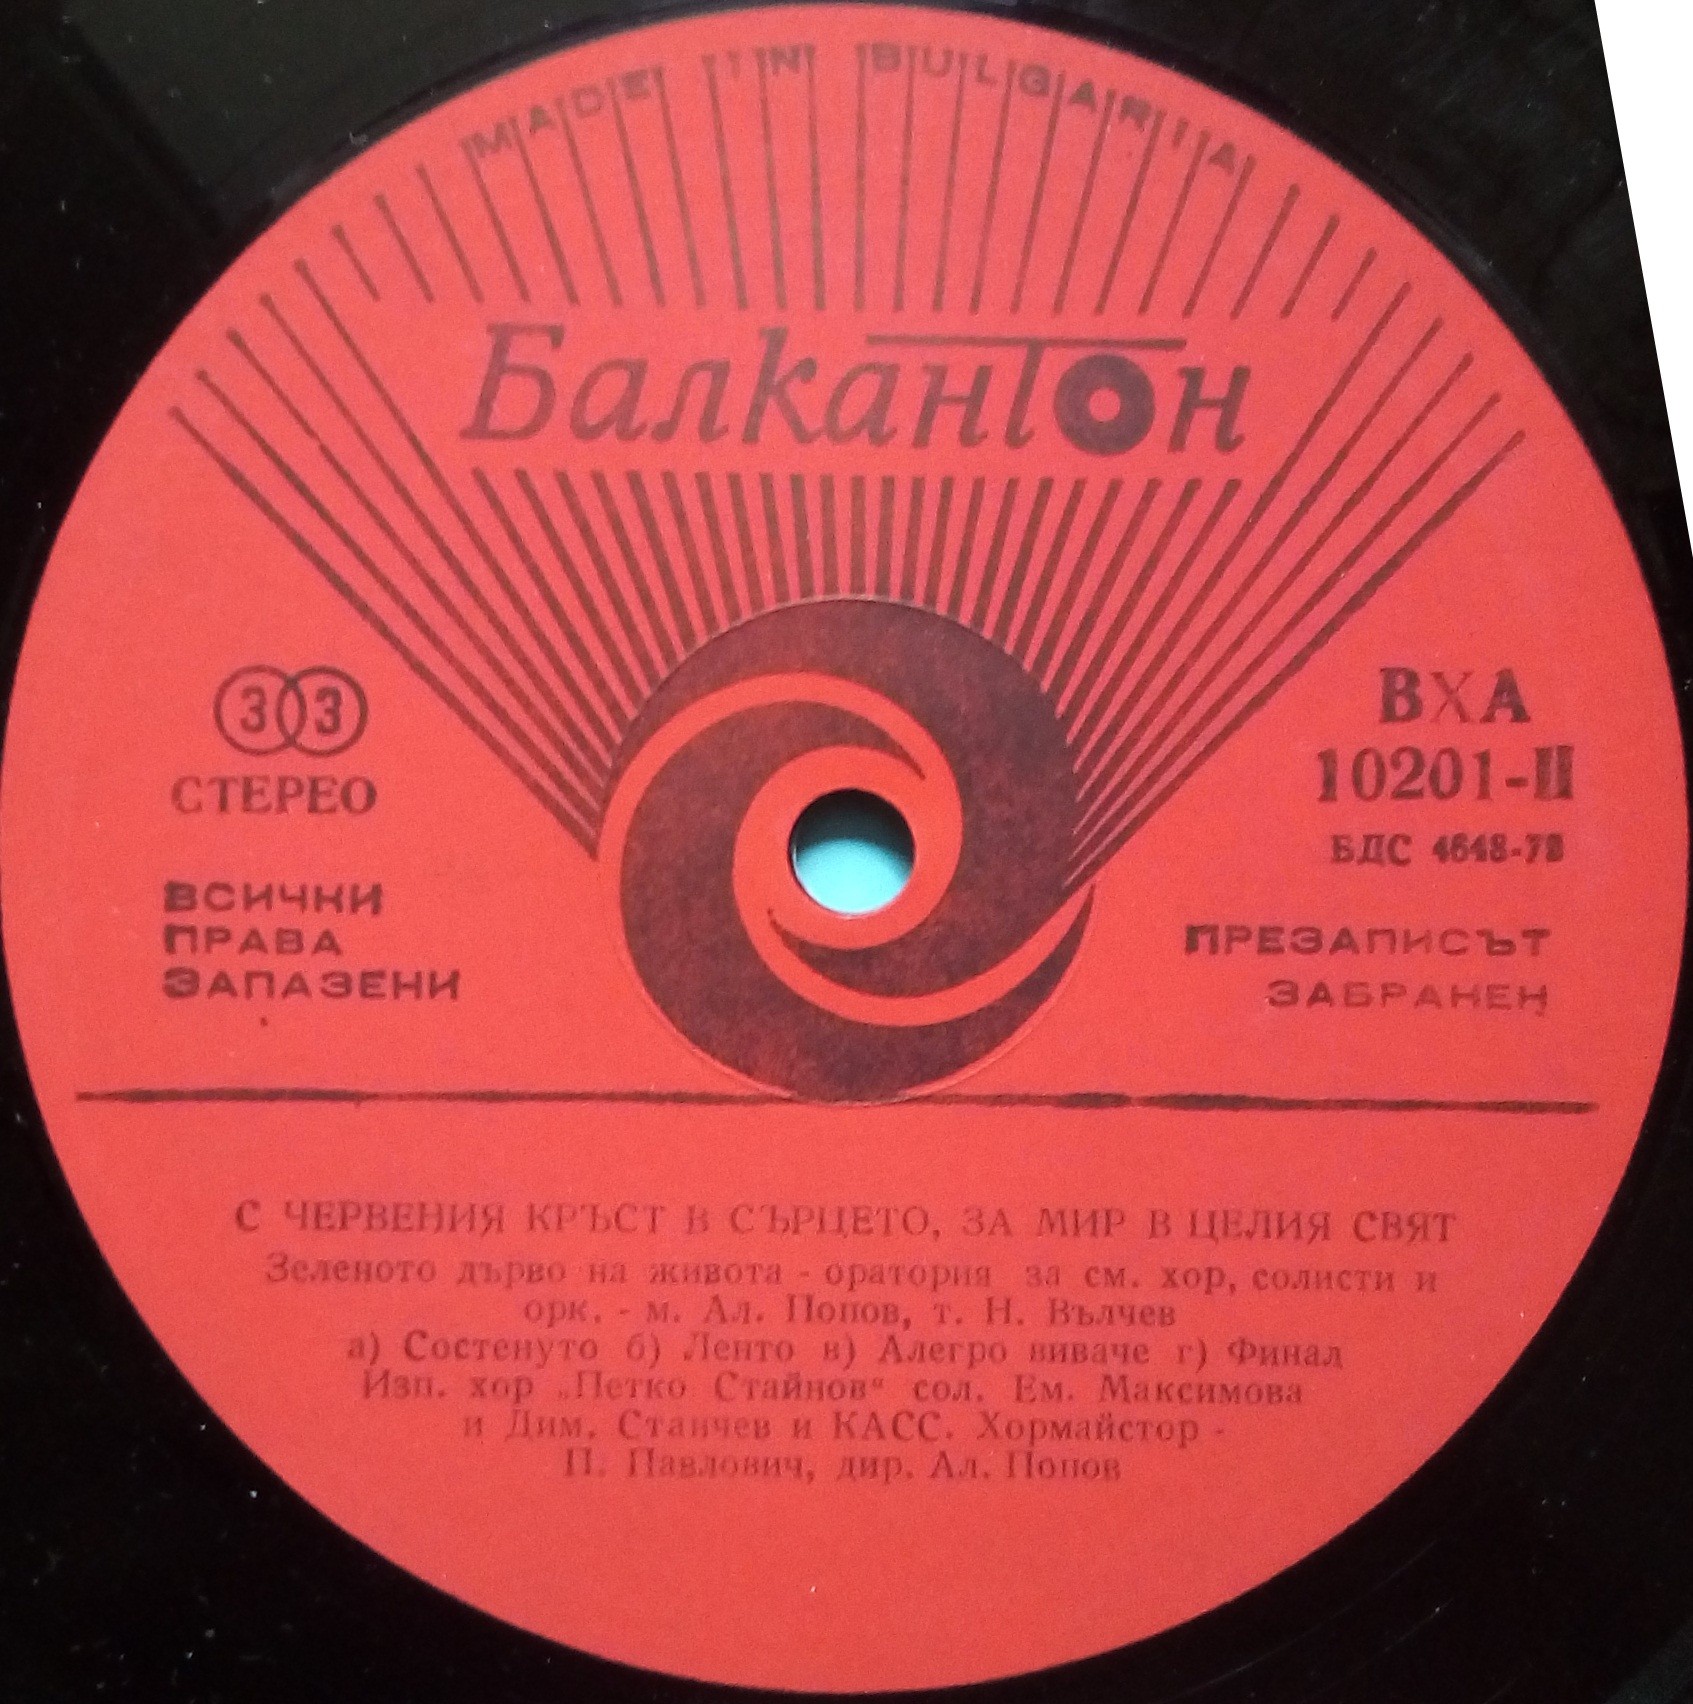 MADE IN BULGARIA
Балкантон
33
СТЕРЕО
ВСИЧКИ
ПРАВА
ЗАПАЗЕНИ
ВХА
10201-II
БДС 4648-78
ПРЕЗАПИСЪТ
ЗАБРАНЕН
С ЧЕРВЕНИЯ КРЪСТ В СЪРЦЕТО, ЗА МИР В ЦЕЛИЯ СВЯТ
Зеленото дърво на живота - оратория за см. хор, солисти и
орк. - м. Ал. Попов, т. Н. Вълчев
а) Состенуто б) Ленто в) Алегро виваче г) Финал
Изп. хор „Петко Стайнов“ сол. Ем. Максимова
и Дим. Станчев и КАСС. Хормайстор -
П. Павлович, дир. Ал. Попов